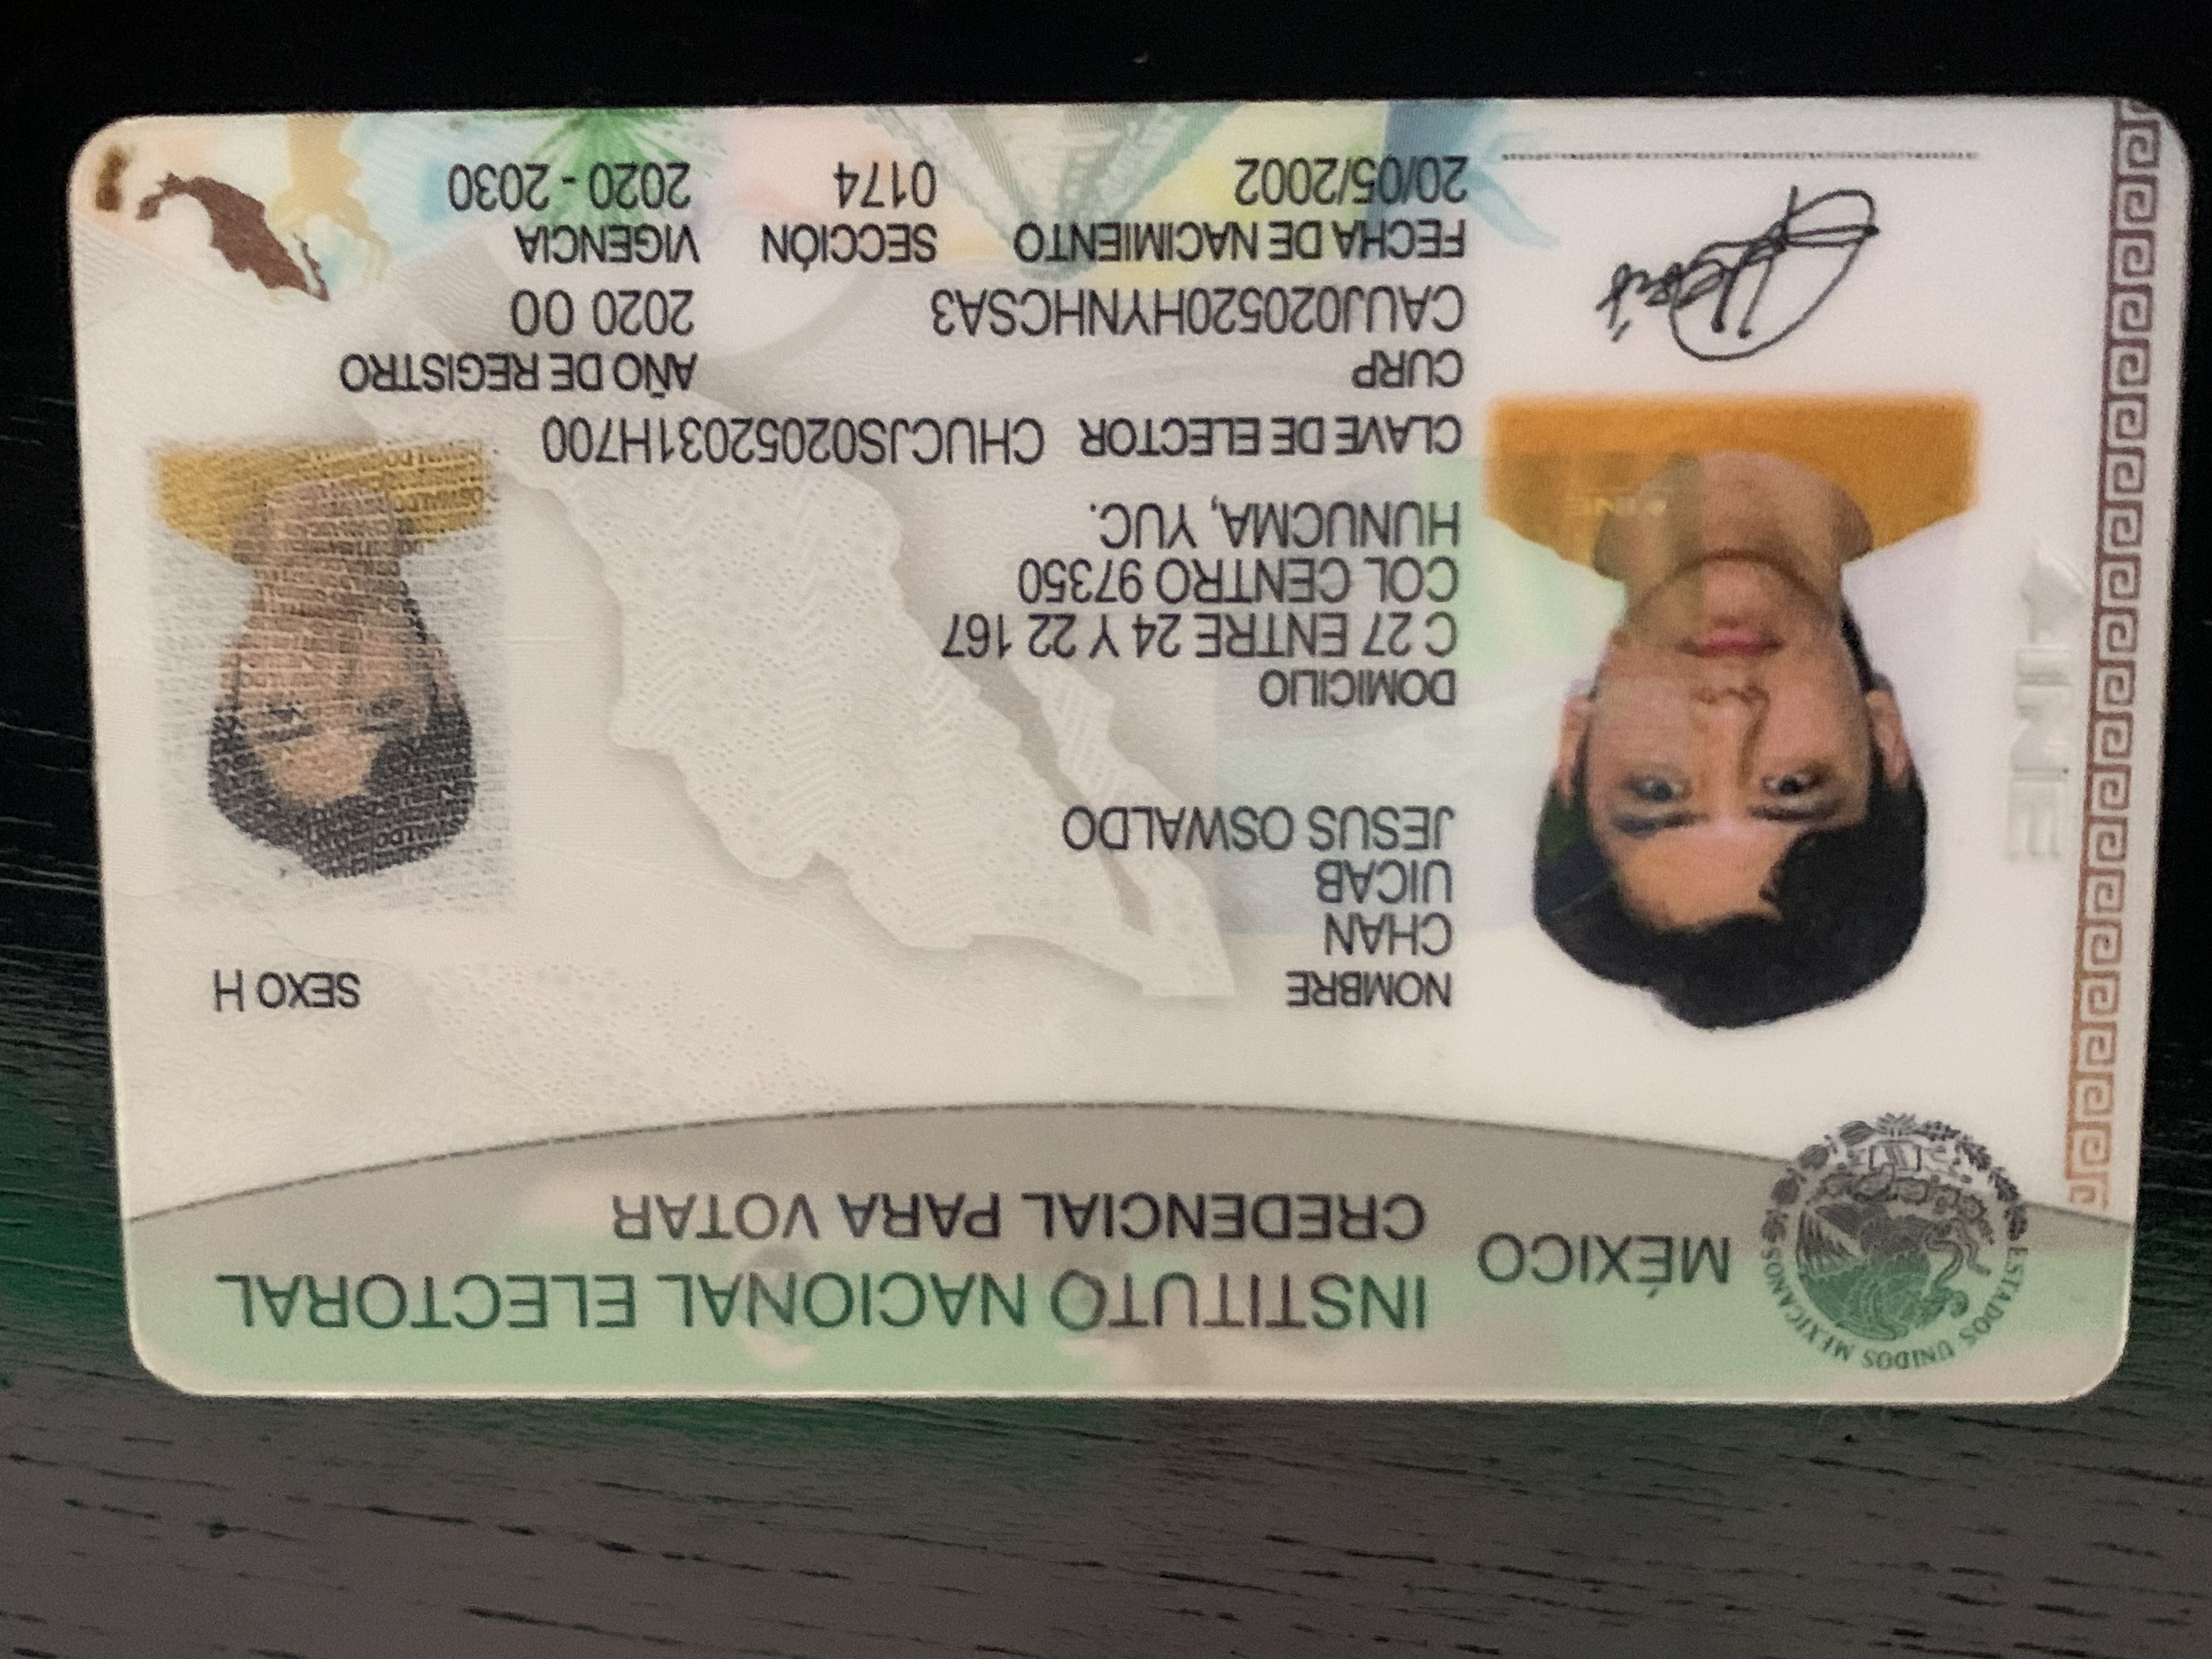 MÉXICO
INSTITUTO NACIONAL ELECTORAL
CREDENCIAL PARA VOTAR
ESTADOS UNIDOS MEXICANOS
NOMBRE
CHAN
UICAB
JESUS OSWALDO
SEXO H
DOMICILIO
C 27 ENTRE 24 Y 22 167
COL CENTRO 97350
HUNUCMA, YUC.
CLAVE DE ELECTOR CHUCJS02052031H700
CURP
CAUJ020520HYNHCSA3
AÑO DE REGISTRO
2020 00
FECHA DE NACIMIENTO
20/05/2002
SECCIÓN
0174
VIGENCIA
2020 - 2030
INE
INE